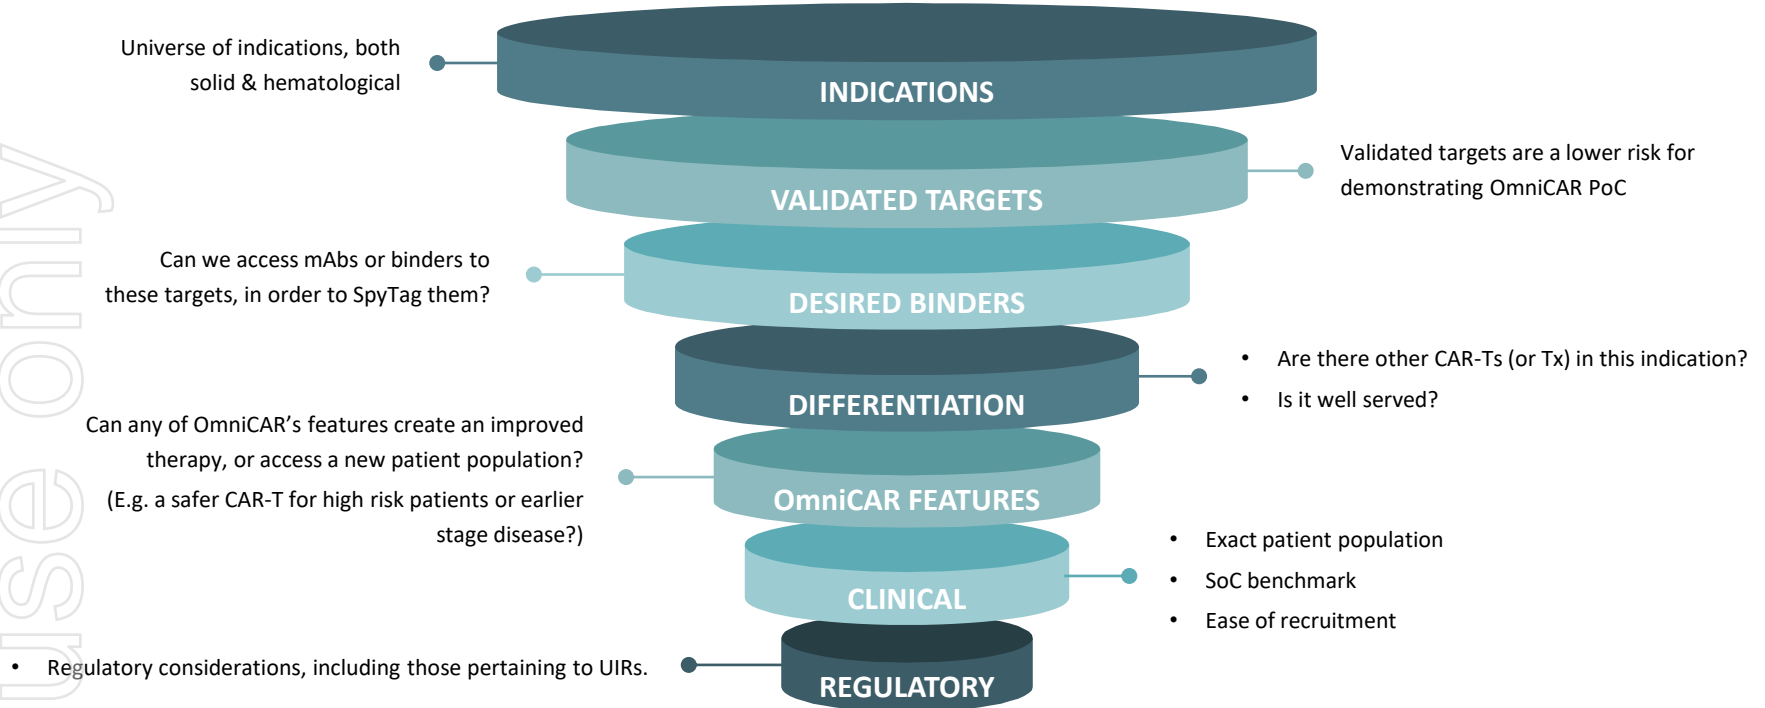 Universe of indications, both
solid & hematological
INDICATIONS
VALIDATED TARGETS
Validated targets are a lower risk for
demonstrating OmniCAR PoC
Can we access mAbs or binders to
these targets, in order to SpyTag them?
DESIRED BINDERS
DIFFERENTIATION
• Are there other CAR-Ts (or Tx) in this indication?
• Is it well served?
Can any of OmniCAR’s features create an improved
therapy, or access a new patient population?
(E.g. a safer CAR-T for high risk patients or earlier
stage disease?)
OmniCAR FEATURES
CLINICAL
• Exact patient population
• SoC benchmark
• Ease of recruitment
• Regulatory considerations, including those pertaining to UIRs.
REGULATORY
use only